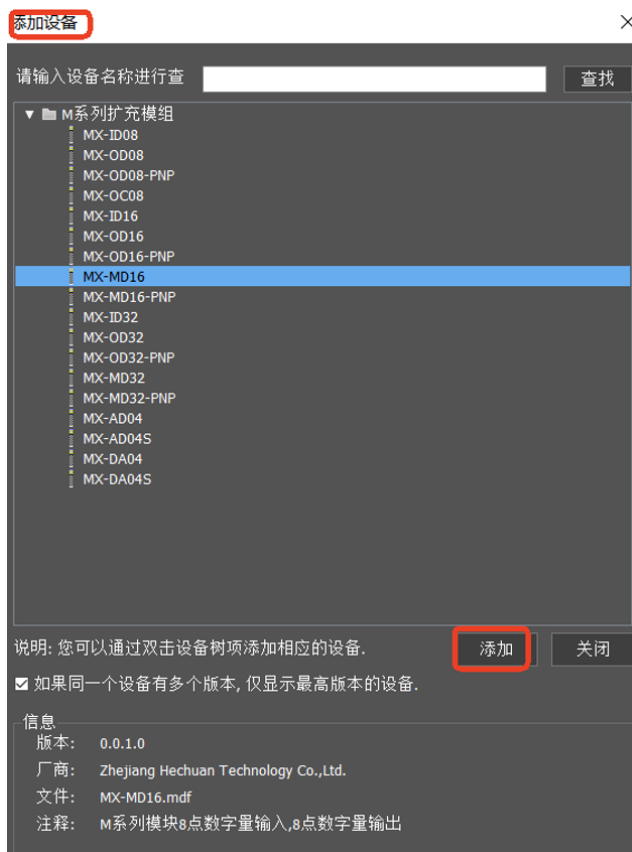 添加设备
请输入设备名称进行查
查找
M系列扩充模组
MX-ID08
MX-OD08
MX-OD08-PNP
MX-OC08
MX-ID16
MX-OD16
MX-OD16-PNP
MX-MD16
MX-MD16-PNP
MX-ID32
MX-OD32
MX-OD32-PNP
MX-MD32
MX-MD32-PNP
MX-AD04
MX-AD04S
MX-DA04
MX-DA04S
说明: 您可以通过双击设备树项添加相应的设备.
添加
关闭
如果同一个设备有多个版本, 仅显示最高版本的设备.
信息
版本: 0.0.1.0
厂商: Zhejiang Hechuan Technology Co.,Ltd.
文件: MX-MD16.mdf
注释: M系列模块8点数字量输入,8点数字量输出